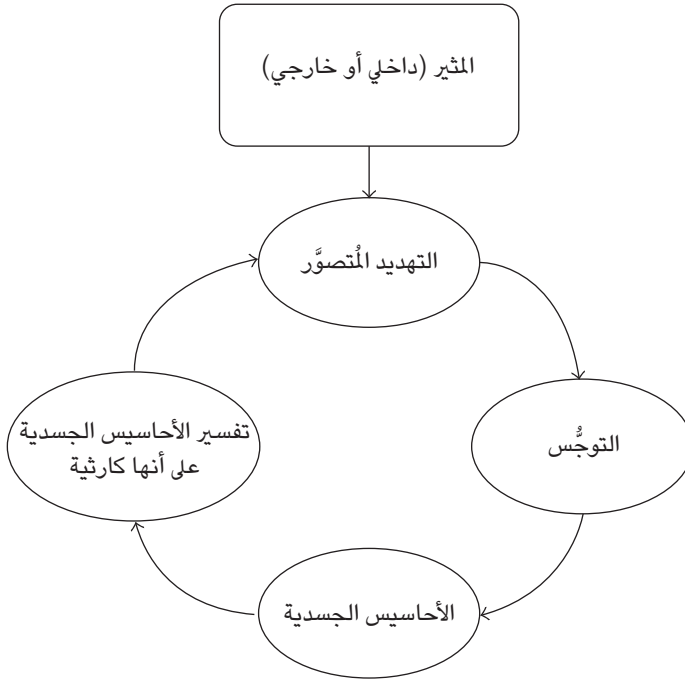 المثير (داخلي أو خارجي)
التهديد المُتصوَّر
التوجُّس
الأحاسيس الجسدية
تفسير الأحاسيس الجسدية
على أنها كارثية